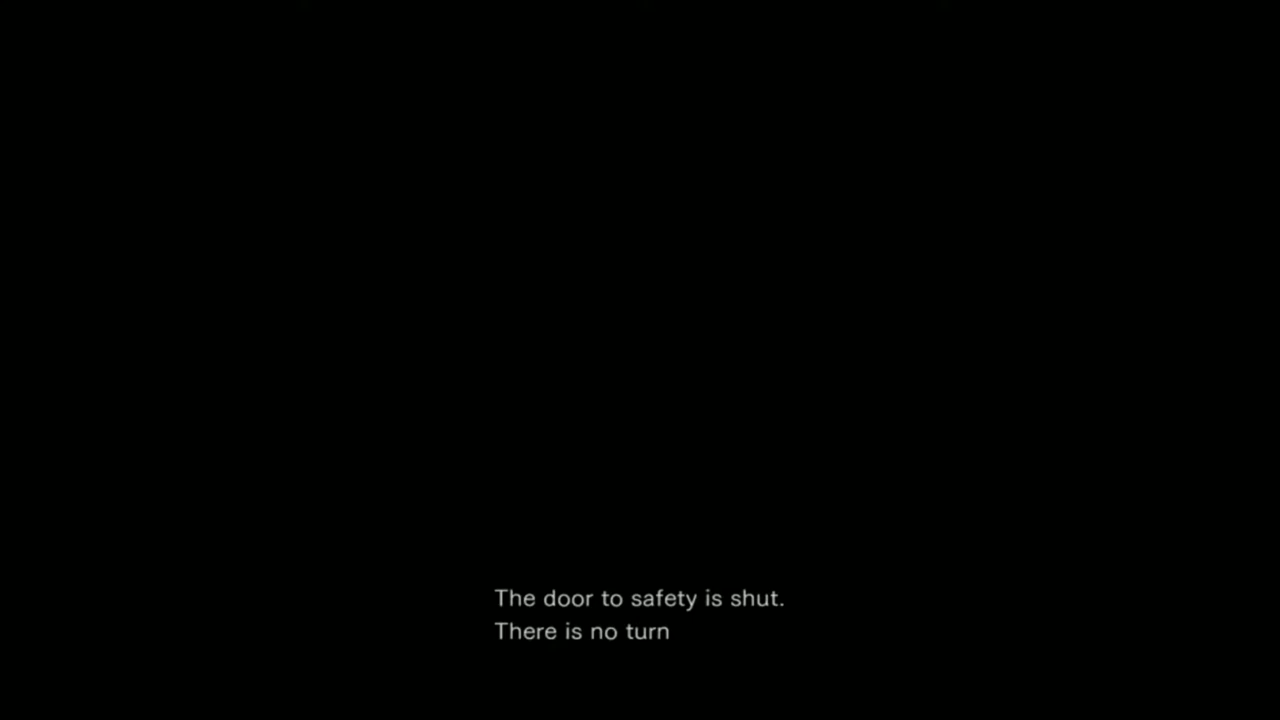 The door to safety is shut.
There is no turn